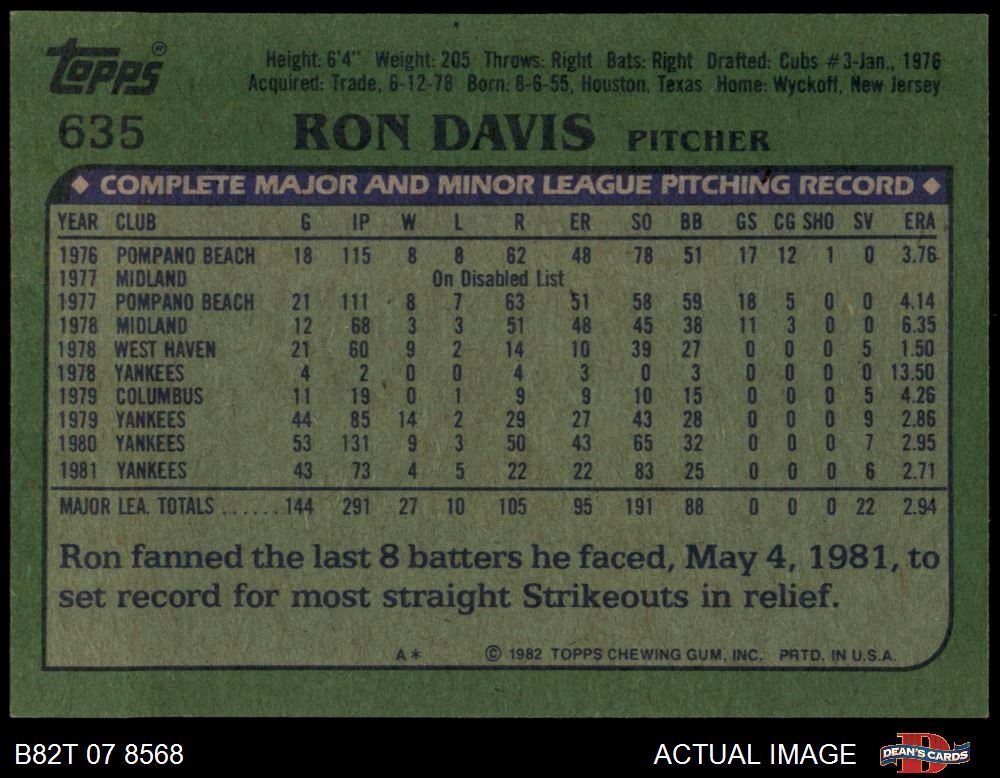 Topps®
Height: 6'4" Weight: 205 Throws: Right Bats: Right Drafted: Cubs #3-Jan., 1976
Acquired: Trade, 6-12-78 Born: 8-6-55, Houston, Texas Home: Wyckoff, New Jersey
635 RON DAVIS PITCHER
◆ COMPLETE MAJOR AND MINOR LEAGUE PITCHING RECORD ◆
YEAR CLUB G IP W L R ER SO BB GS CG SHO SV ERA
1976 POMPANO BEACH 18 115 8 8 62 48 78 51 17 12 1 0 3.76
1977 MIDLAND On Disabled List
1977 POMPANO BEACH 21 111 8 7 63 51 58 59 18 5 0 0 4.14
1978 MIDLAND 12 68 3 3 51 48 45 38 11 3 0 0 6.35
1978 WEST HAVEN 21 60 9 2 14 10 39 27 0 0 0 5 1.50
1978 YANKEES 4 2 0 0 4 3 0 3 0 0 0 0 13.50
1979 COLUMBUS 11 19 0 1 9 9 10 15 0 0 0 5 4.26
1979 YANKEES 44 85 14 2 29 27 43 28 0 0 0 9 2.86
1980 YANKEES 53 131 9 3 50 43 65 32 0 0 0 7 2.95
1981 YANKEES 43 73 4 5 22 22 83 25 0 0 0 6 2.71
MAJOR LEA. TOTALS ...... 144 291 27 10 105 95 191 88 0 0 0 22 2.94
Ron fanned the last 8 batters he faced, May 4, 1981, to
set record for most straight Strikeouts in relief.
A* © 1982 TOPPS CHEWING GUM, INC. PRTD. IN U.S.A.
B82T 07 8568 ACTUAL IMAGE D DEAN'S CARDS